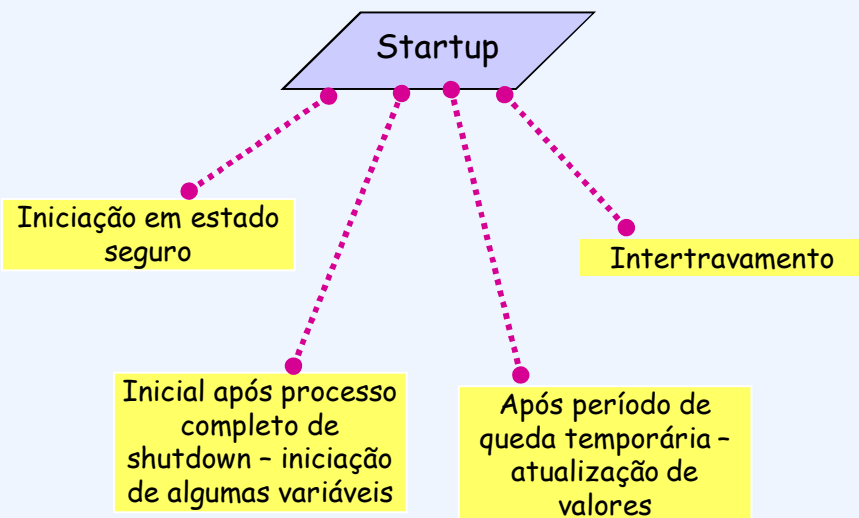 Startup
Iniciação em estado
seguro
Intertravamento
Inicial após processo
completo de
shutdown – iniciação
de algumas variáveis
Após período de
queda temporária –
atualização de
valores